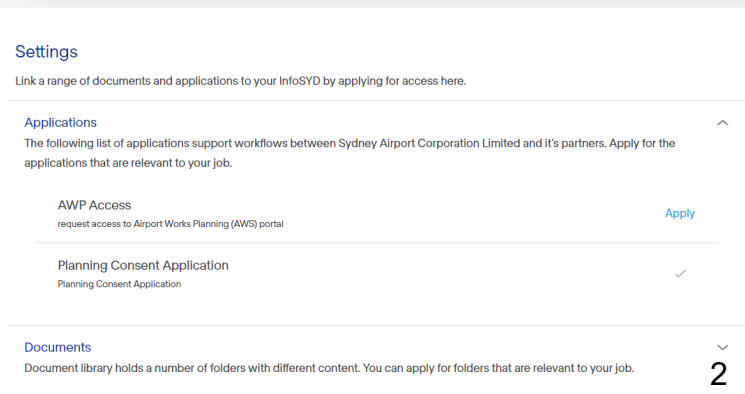 Settings
Link a range of documents and applications to your InfoSYD by applying for access here.
Applications
The following list of applications support workflows between Sydney Airport Corporation Limited and it's partners. Apply for the
applications that are relevant to your job.
AWP Access
request access to Airport Works Planning (AWS) portal
Apply
Planning Consent Application
Planning Consent Application
Documents
Document library holds a number of folders with different content. You can apply for folders that are relevant to your job.
2